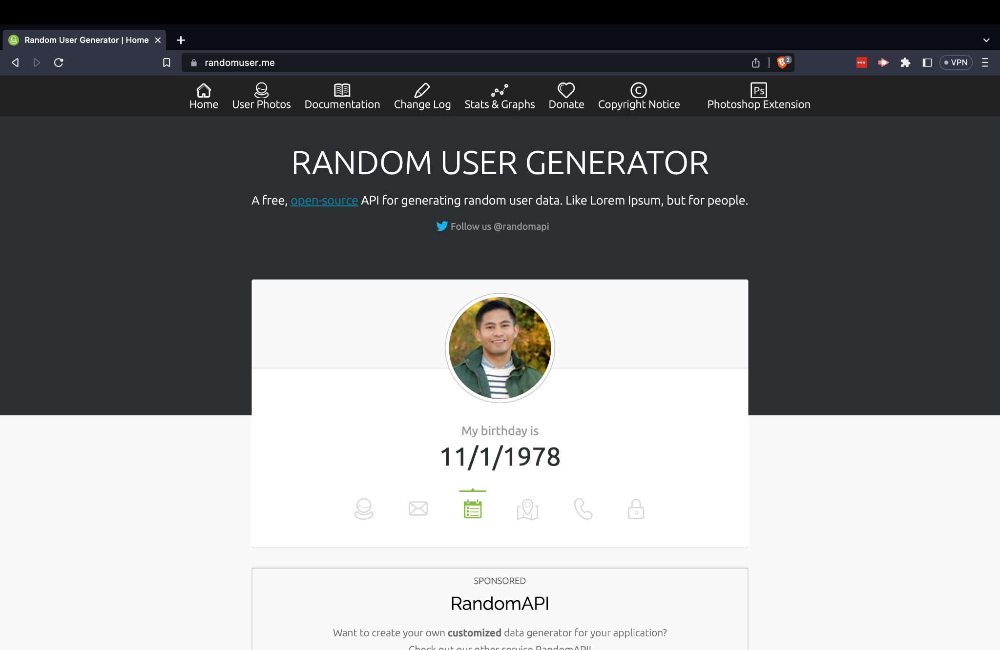 Random User Generator | Home
randomuser.me
2
VPN
Home
User Photos
Documentation
Change Log
Stats & Graphs
Donate
C
Copyright Notice
Ps
Photoshop Extension
RANDOM USER GENERATOR
A free, open-source API for generating random user data. Like Lorem Ipsum, but for people.
Follow us @randomapi
My birthday is
11/1/1978
SPONSORED
RandomAPI
Want to create your own customized data generator for your application?
Check out our other service RandomAPI!